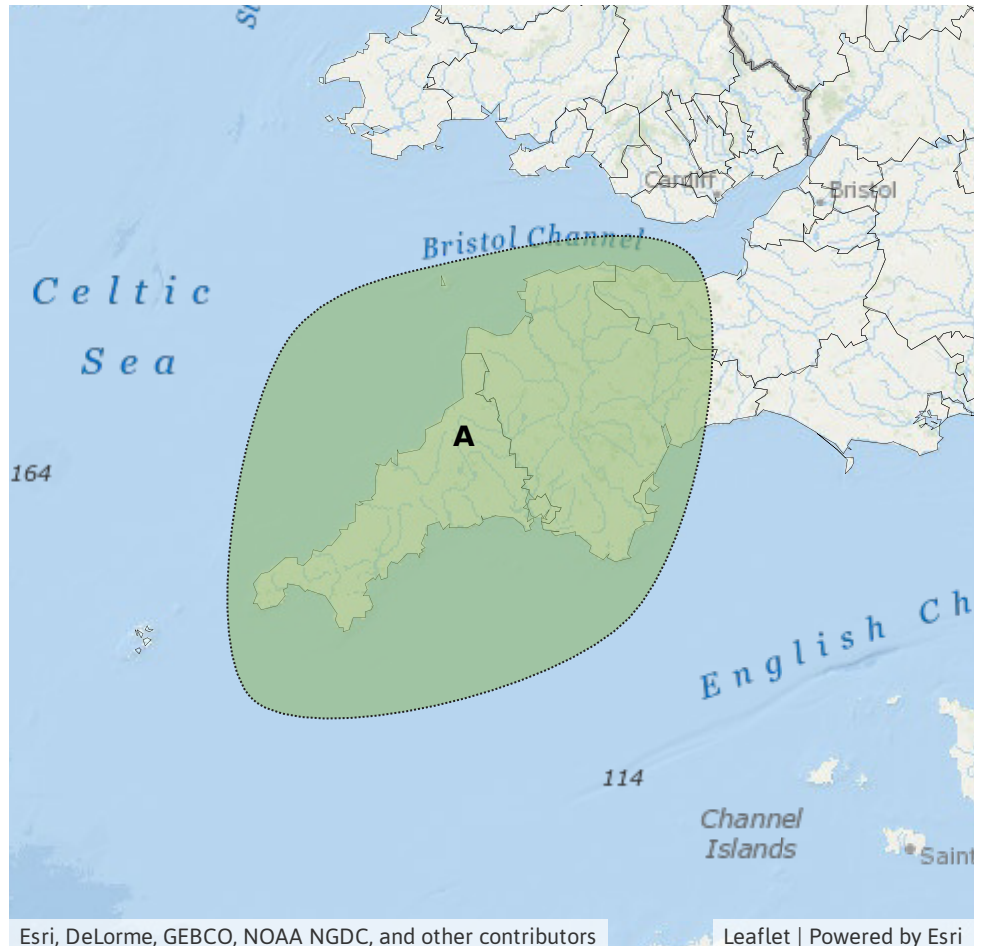 St
Cardiff
Bristol
Bristol Channel
Celtic
Sea
A
164
English Ch
114
Channel
Islands
Saint
Esri, DeLorme, GEBCO, NOAA NGDC, and other contributors
Leaflet | Powered by Esri